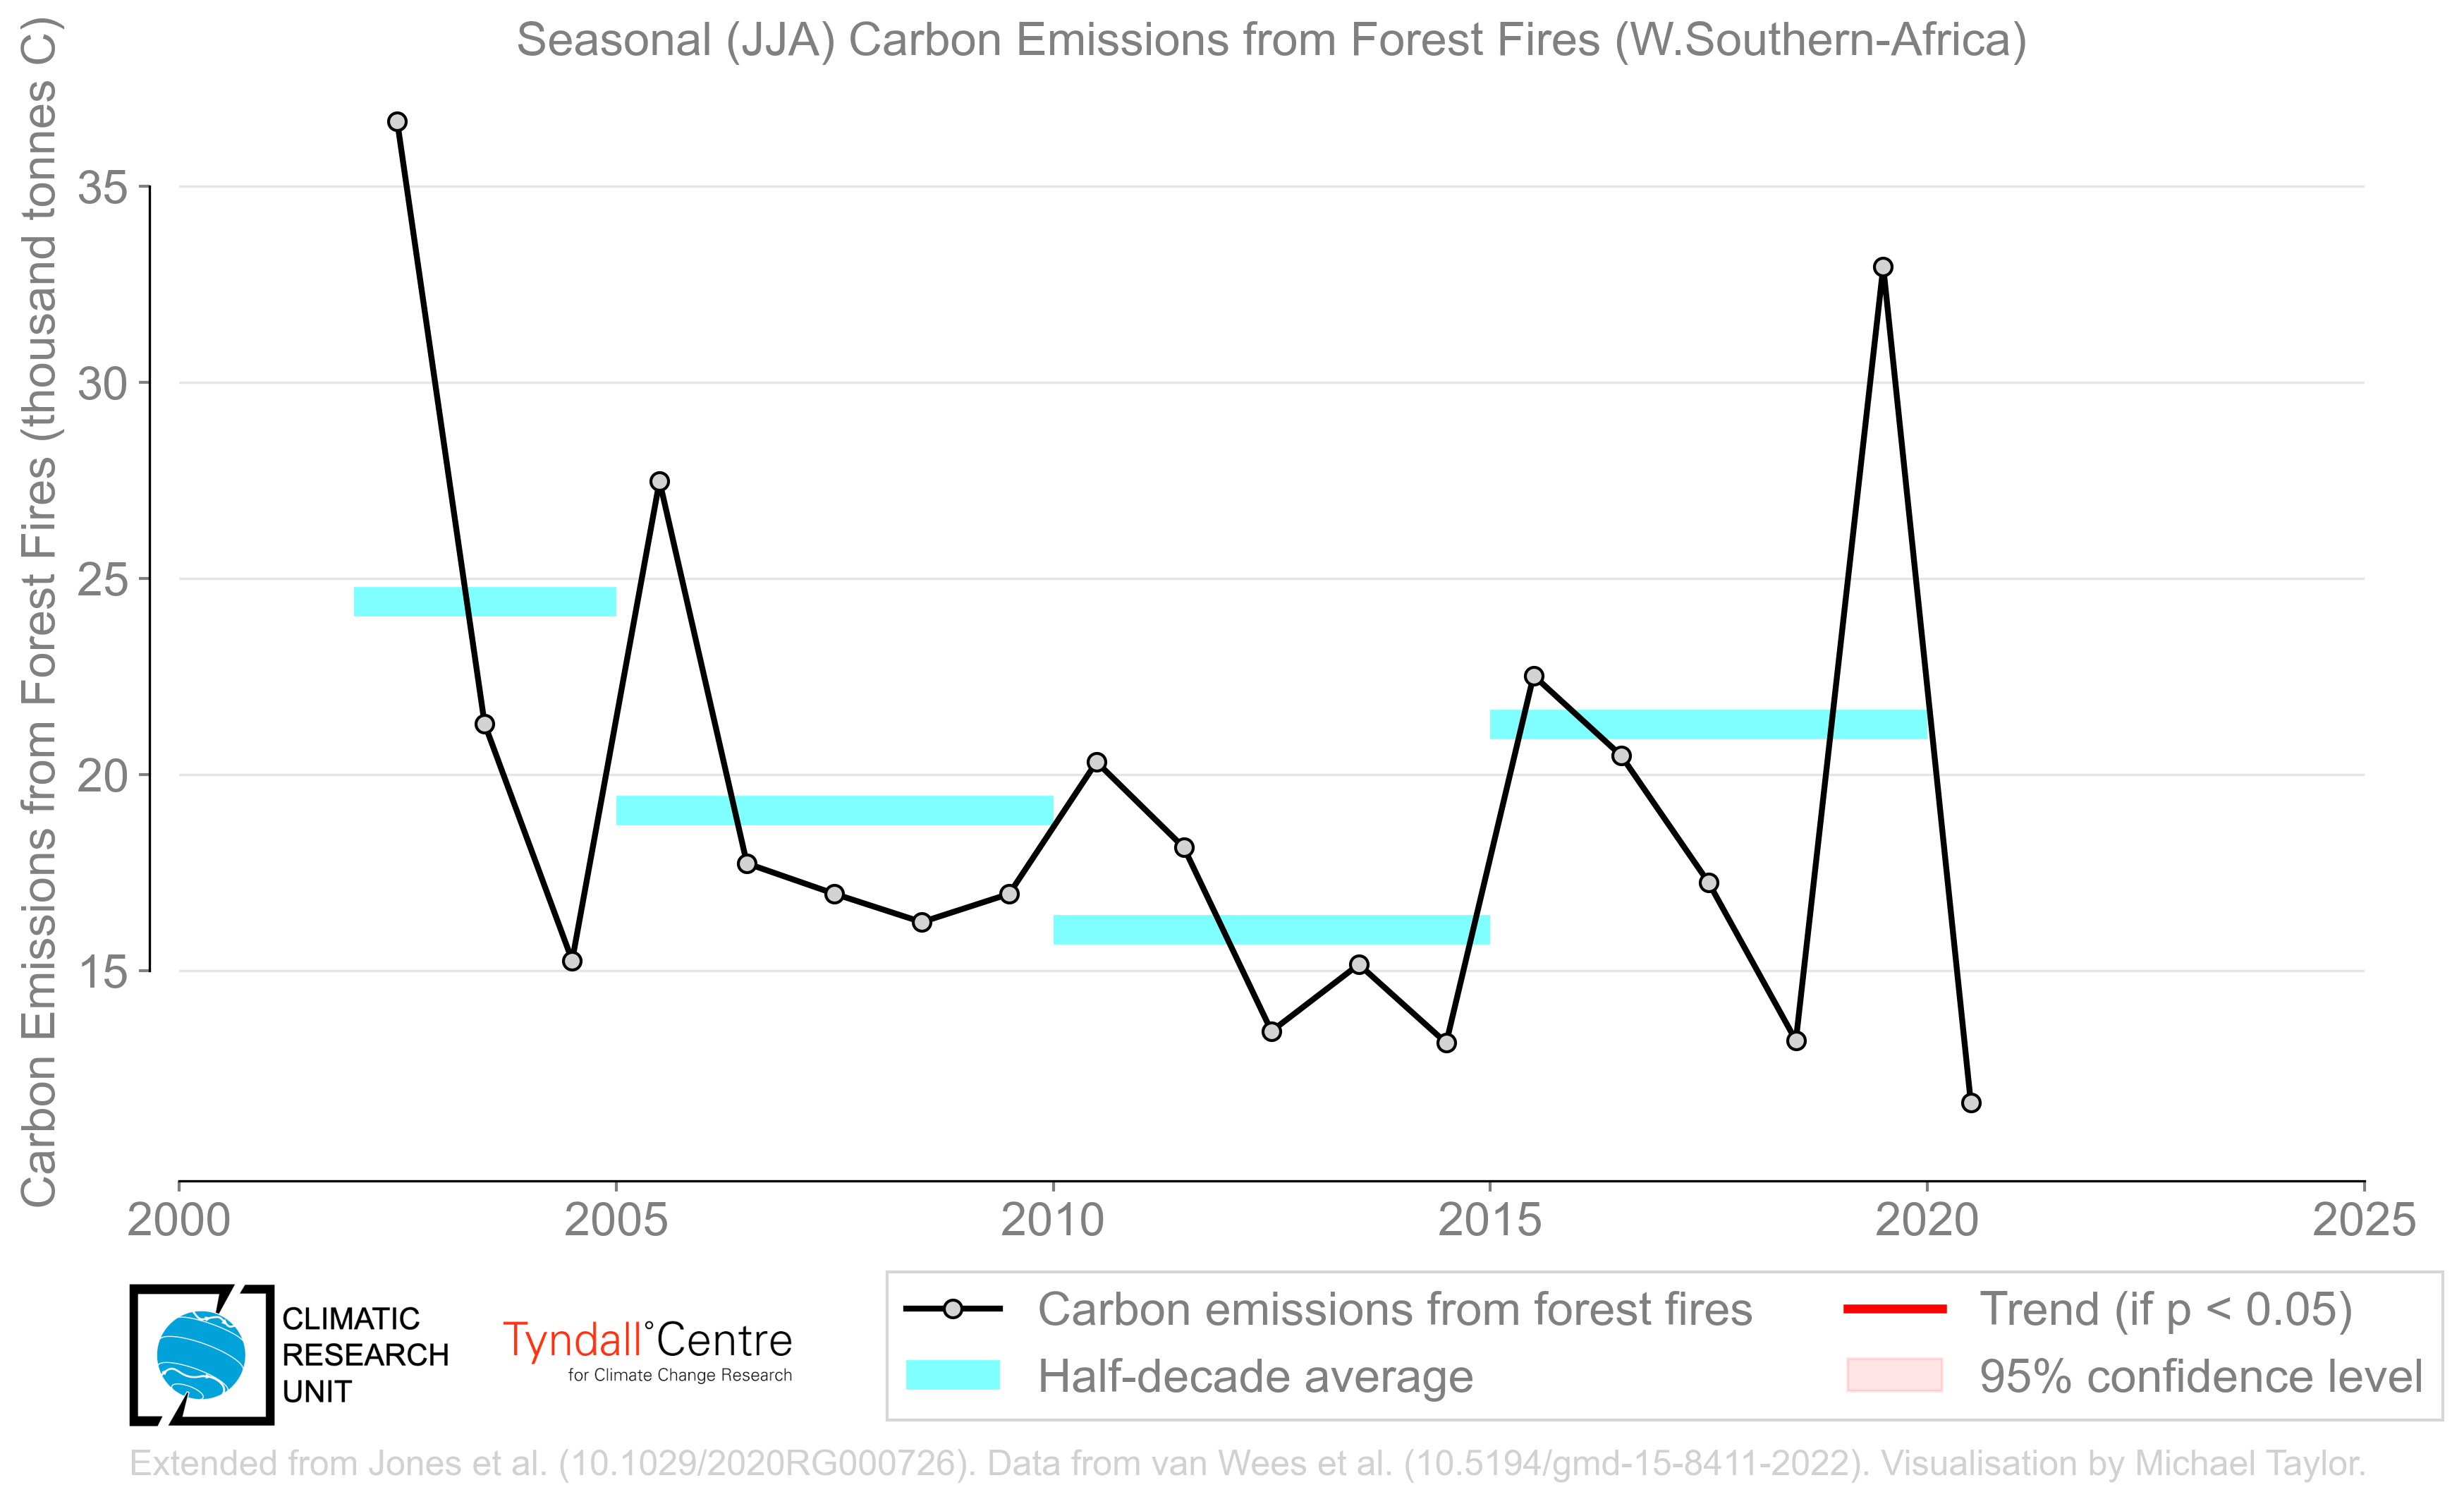 Seasonal (JJA) Carbon Emissions from Forest Fires (W.Southern-Africa)
Carbon Emissions from Forest Fires (thousand tonnes C)
35
30
25
20
15
2000
2005
2010
2015
2020
2025
CLIMATIC
RESEARCH
UNIT
Tyndall°Centre
for Climate Change Research
Carbon emissions from forest fires
Half-decade average
Trend (if p < 0.05)
95% confidence level
Extended from Jones et al. (10.1029/2020RG000726). Data from van Wees et al. (10.5194/gmd-15-8411-2022). Visualisation by Michael Taylor.